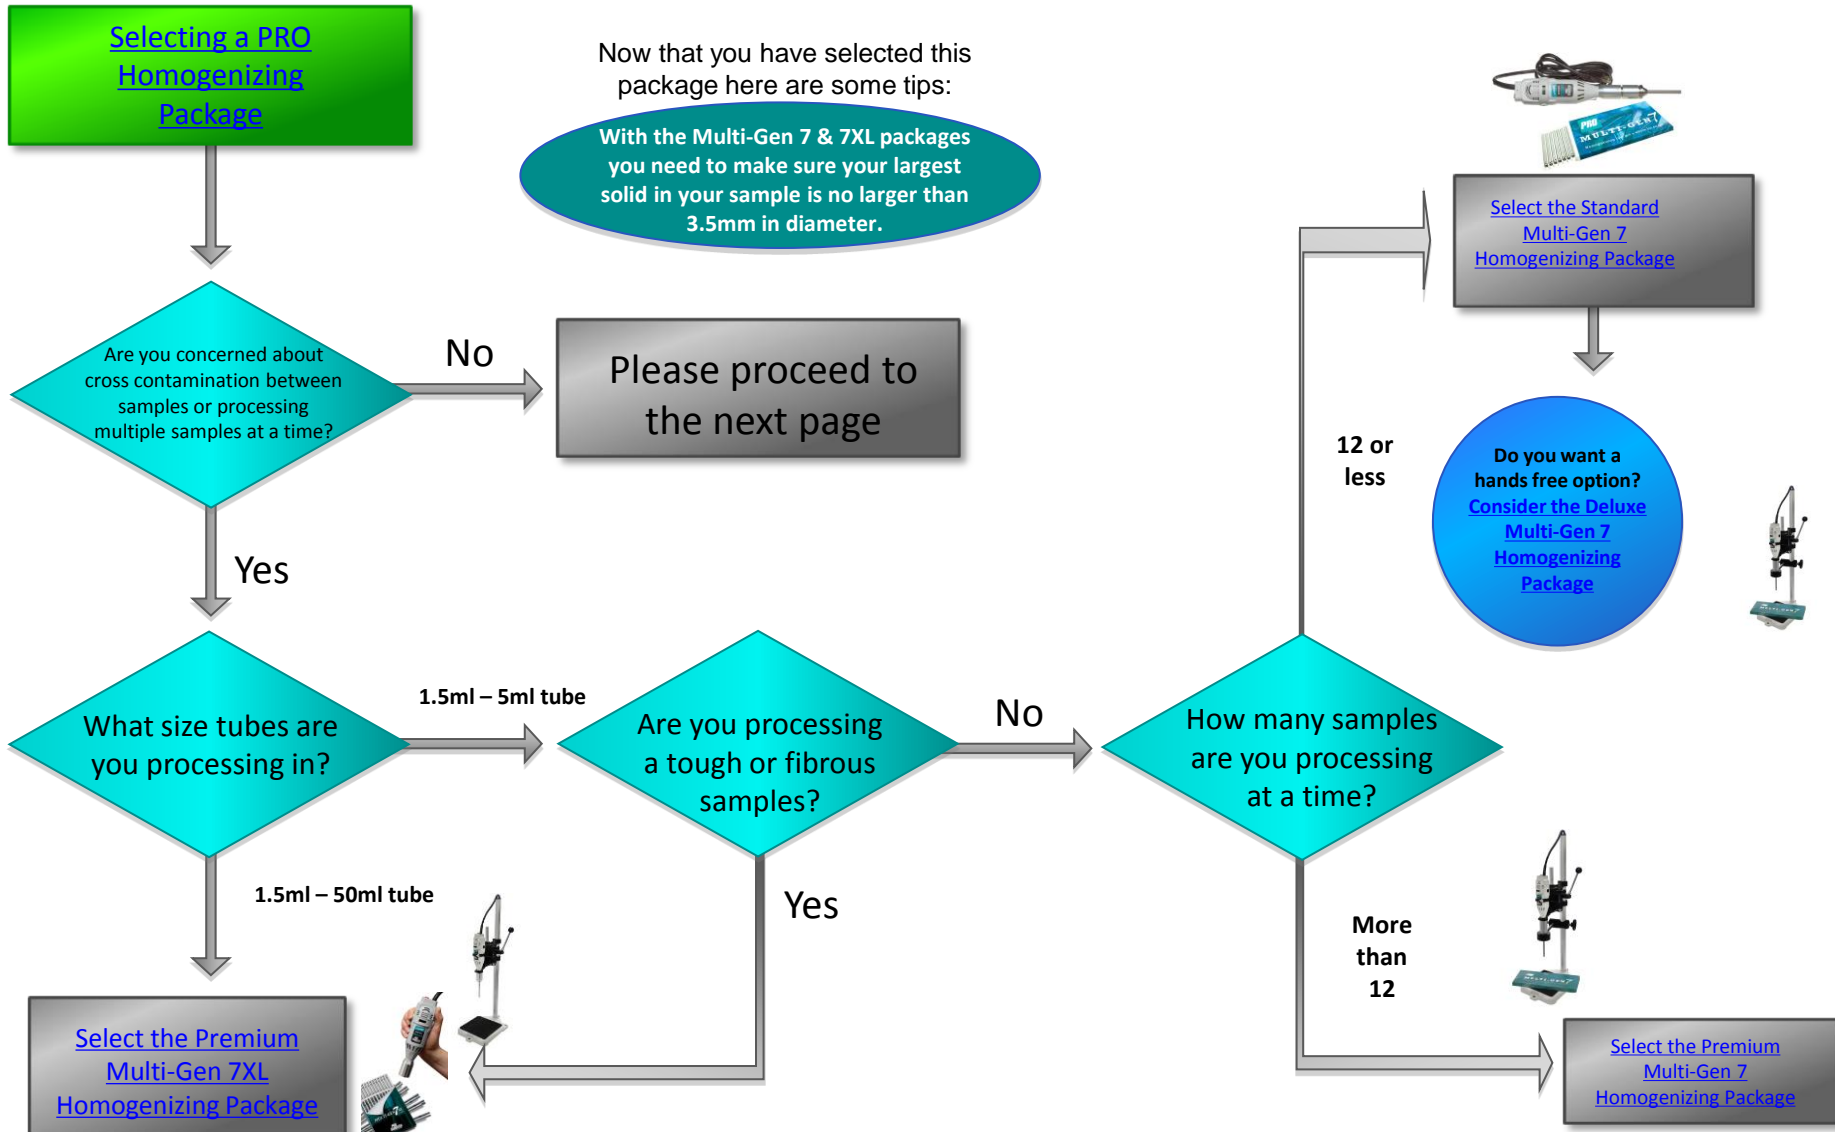 Selecting a PRO
Homogenizing
Package
Now that you have selected this
package here are some tips:
With the Multi-Gen 7 & 7XL packages
you need to make sure your largest
solid in your sample is no larger than
3.5mm in diameter.
PRO
MULTI-GEN 7
Select the Standard
Multi-Gen 7
Homogenizing Package
Are you concerned about
cross contamination between
samples or processing
multiple samples at a time?
No
Please proceed to
the next page
12 or
less
Do you want a
hands free option?
Consider the Deluxe
Multi-Gen 7
Homogenizing
Package
Yes
What size tubes are
you processing in?
1.5ml – 5ml tube
Are you processing
a tough or fibrous
samples?
No
How many samples
are you processing
at a time?
1.5ml – 50ml tube
Yes
More
than
12
Select the Premium
Multi-Gen 7XL
Homogenizing Package
Select the Premium
Multi-Gen 7
Homogenizing Package